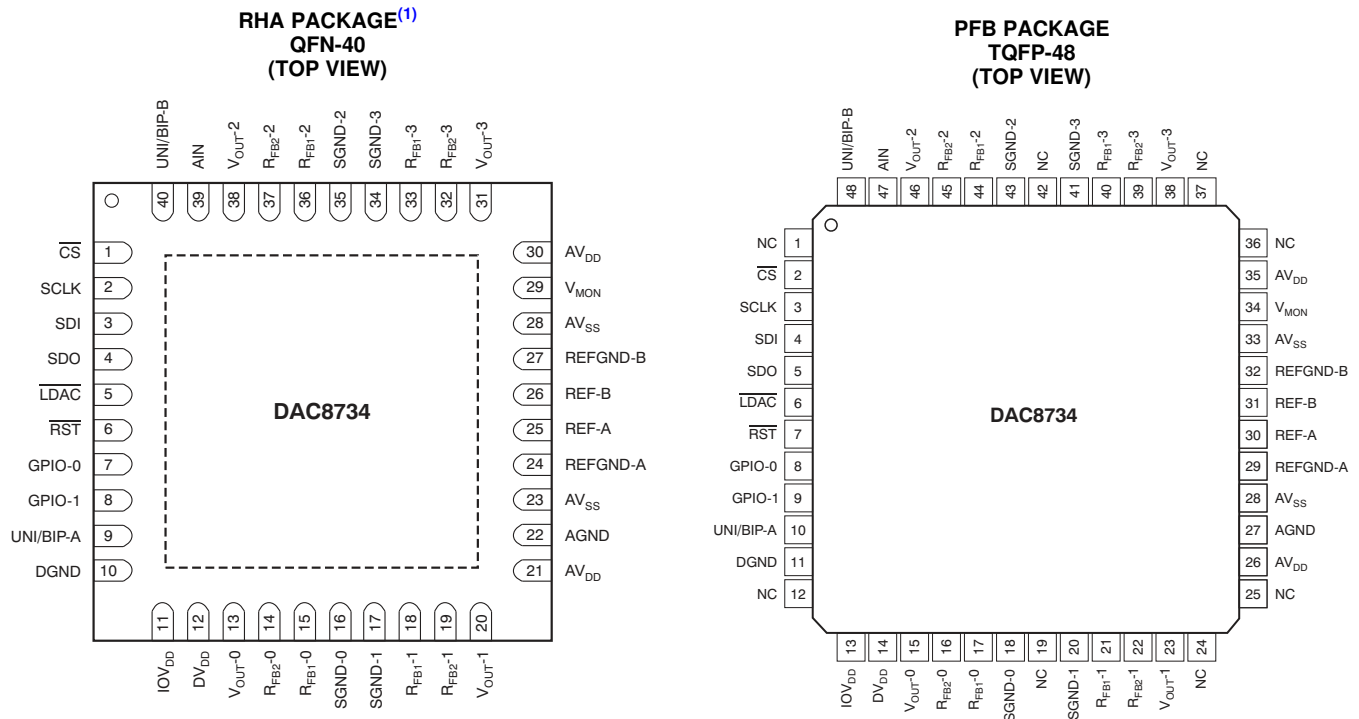 RHA PACKAGE(1)
QFN-40
(TOP VIEW)
UNI/BIP-B
AIN
VOUT-2
RFB2-2
RFB1-2
SGND-2
SGND-3
RFB1-3
RFB2-3
VOUT-3
40 39 38 37 36 35 34 33 32 31
CS 1
SCLK 2
SDI 3
SDO 4
LDAC 5
RST 6
GPIO-0 7
GPIO-1 8
UNI/BIP-A 9
DGND 10
DAC8734
30 AVDD
29 VMON
28 AVSS
27 REFGND-B
26 REF-B
25 REF-A
24 REFGND-A
23 AVSS
22 AGND
21 AVDD
11 12 13 14 15 16 17 18 19 20
IOVDD
DVDD
VOUT-0
RFB2-0
RFB1-0
SGND-0
SGND-1
RFB1-1
RFB2-1
VOUT-1
PFB PACKAGE
TQFP-48
(TOP VIEW)
UNI/BIP-B
AIN
VOUT-2
RFB2-2
RFB1-2
SGND-2
NC
SGND-3
RFB1-3
RFB2-3
VOUT-3
NC
48 47 46 45 44 43 42 41 40 39 38 37
NC 1
CS 2
SCLK 3
SDI 4
SDO 5
LDAC 6
RST 7
GPIO-0 8
GPIO-1 9
UNI/BIP-A 10
DGND 11
NC 12
DAC8734
36 NC
35 AVDD
34 VMON
33 AVSS
32 REFGND-B
31 REF-B
30 REF-A
29 REFGND-A
28 AVSS
27 AGND
26 AVDD
25 NC
13 14 15 16 17 18 19 20 21 22 23 24
IOVDD
DVDD
VOUT-0
RFB2-0
RFB1-0
SGND-0
NC
SGND-1
RFB1-1
RFB2-1
VOUT-1
NC